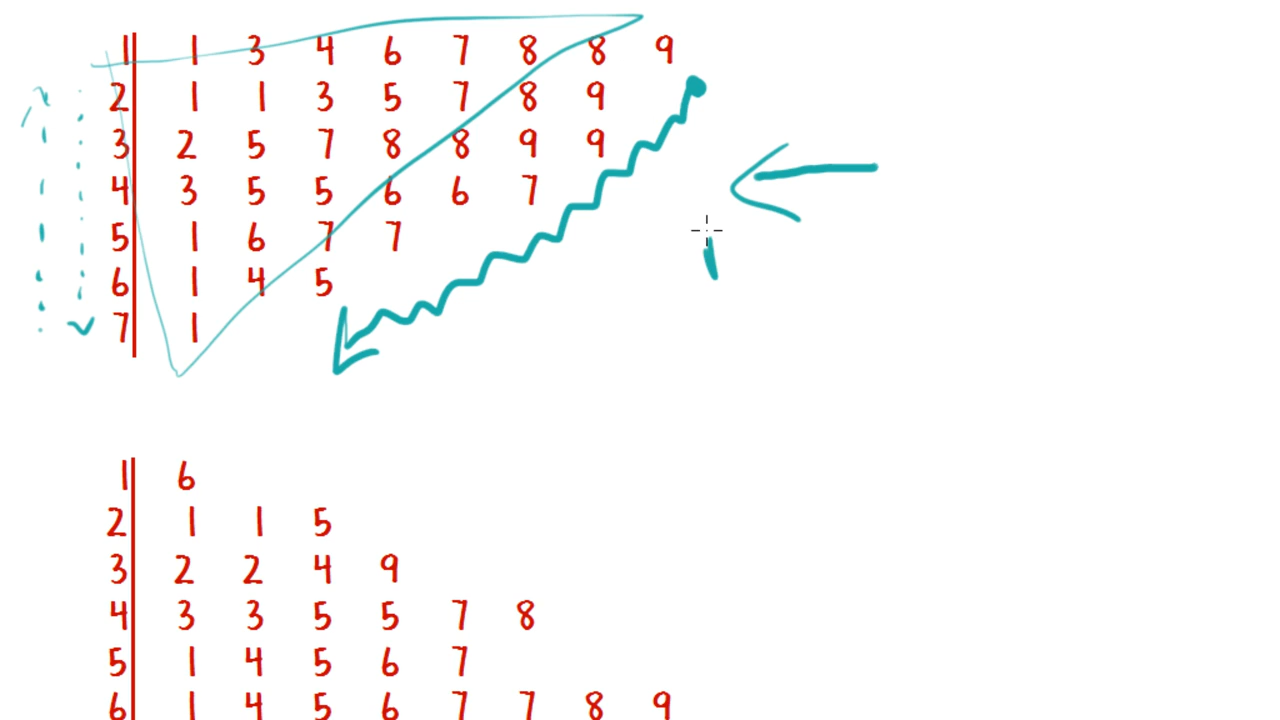 1| 1 3 4 6 7 8 8 9
2| 1 1 3 5 7 8 9
3| 2 5 7 8 8 9 9
4| 3 5 5 6 6 7
5| 1 6 7 7
6| 1 4 5
7| 1
1| 6
2| 1 1 5
3| 2 2 4 9
4| 3 3 5 5 7 8
5| 1 4 5 6 7
6| 1 4 5 6 7 7 8 9